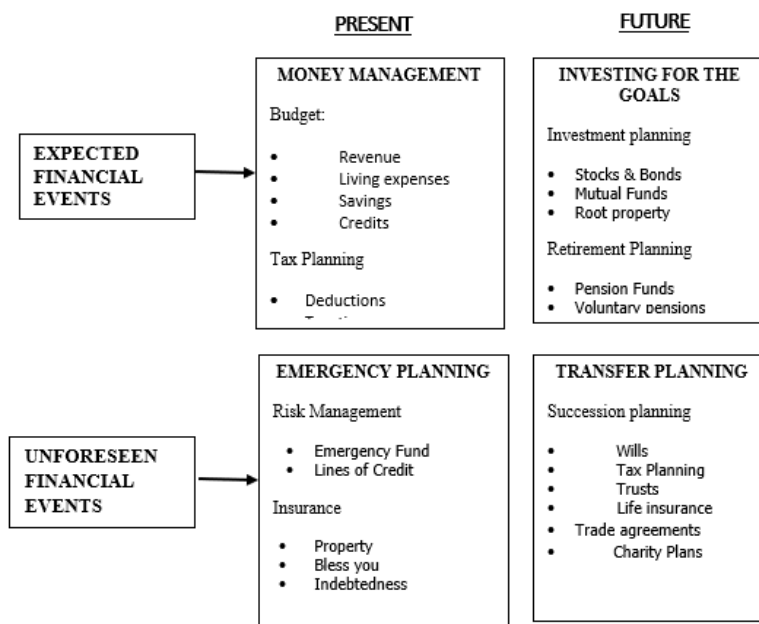 PRESENT
FUTURE
EXPECTED
FINANCIAL
EVENTS
MONEY MANAGEMENT
Budget:
• Revenue
• Living expenses
• Savings
• Credits
Tax Planning
• Deductions
INVESTING FOR THE
GOALS
Investment planning
• Stocks & Bonds
• Mutual Funds
• Root property
Retirement Planning
• Pension Funds
• Voluntary pensions
UNFORESEEN
FINANCIAL
EVENTS
EMERGENCY PLANNING
Risk Management
• Emergency Fund
• Lines of Credit
Insurance
• Property
• Bless you
• Indebtedness
TRANSFER PLANNING
Succession planning
• Wills
• Tax Planning
• Trusts
• Life insurance
• Trade agreements
• Charity Plans